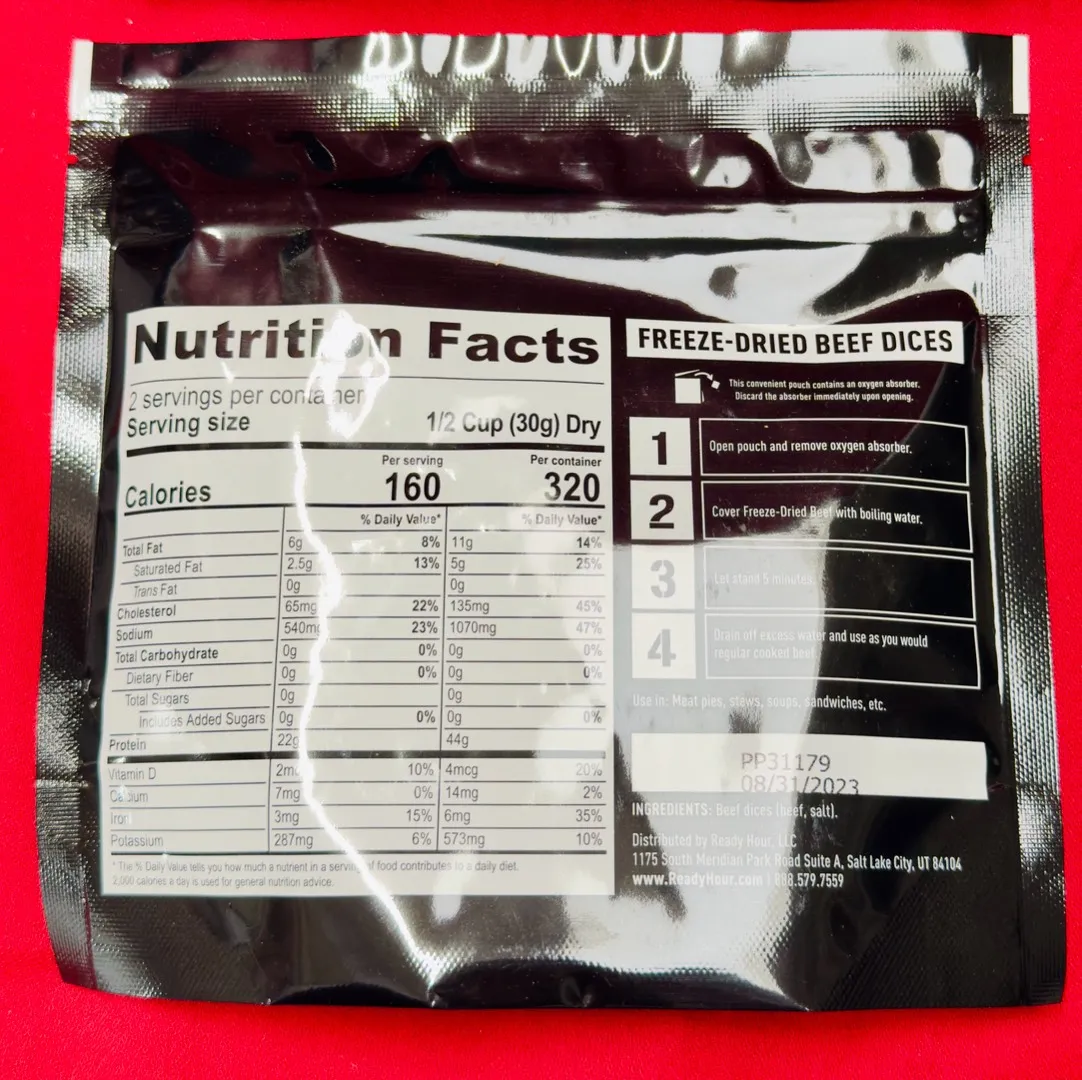 Nutrition Facts
2 servings per container
Serving size 1/2 Cup (30g) Dry
Per serving Per container
Calories 160 320
% Daily Value* % Daily Value*
Total Fat 6g 8% 11g 14%
Saturated Fat 2.5g 13% 5g 25%
Trans Fat 0g 0g
Cholesterol 65mg 22% 135mg 45%
Sodium 540mg 23% 1070mg 47%
Total Carbohydrate 0g 0% 0g 0%
Dietary Fiber 0g 0% 0g 0%
Total Sugars 0g 0g
Includes Added Sugars 0g 0% 0g 0%
Protein 22g 44g
Vitamin D 2mcg 10% 4mcg 20%
Calcium 7mg 0% 14mg 2%
Iron 3mg 15% 6mg 35%
Potassium 287mg 6% 573mg 10%
* The % Daily Value tells you how much a nutrient in a serving of food contributes to a daily diet.
2,000 calories a day is used for general nutrition advice.
FREEZE-DRIED BEEF DICES
This convenient pouch contains an oxygen absorber.
Discard the absorber immediately upon opening.
1 Open pouch and remove oxygen absorber.
2 Cover Freeze-Dried Beef with boiling water.
3 Let stand 5 minutes.
4 Drain off excess water and use as you would
regular cooked beef.
Use in: Meat pies, stews, soups, sandwiches, etc.
PP31179
08/31/2023
INGREDIENTS: Beef dices (beef, salt).
Distributed by Ready Hour, LLC
1175 South Meridian Park Road Suite A, Salt Lake City, UT 84104
www.ReadyHour.com | 888.579.7559